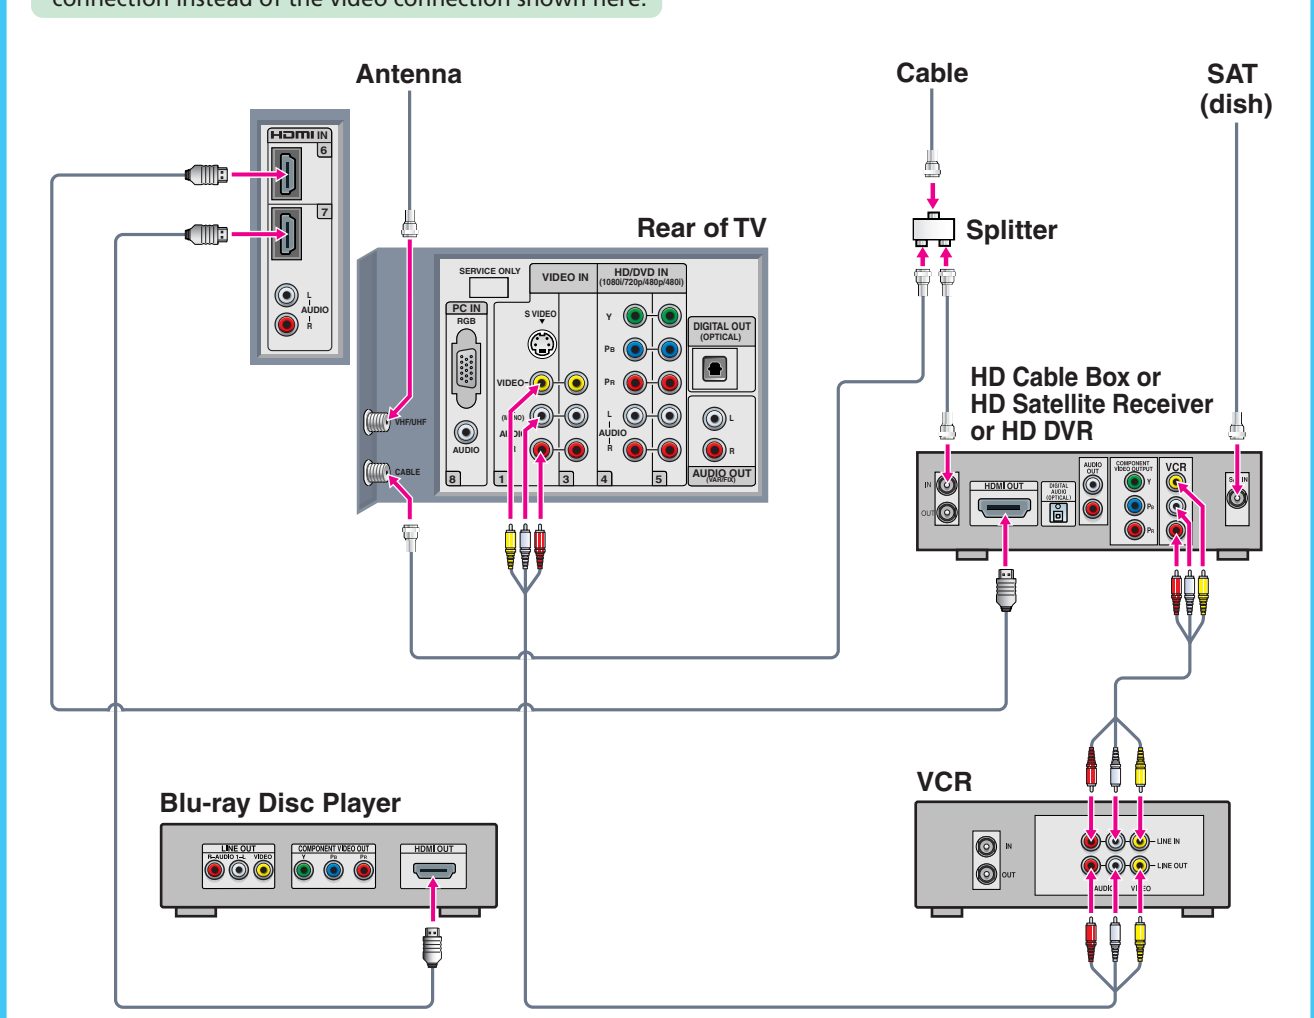 connection instead of the video connection shown here.
Antenna
Cable
SAT
(dish)
HDMI IN
6
7
L
AUDIO
R
Rear of TV
Splitter
SERVICE ONLY
VIDEO IN
HD/DVD IN
(1080i/720p/480p/480i)
PC IN
RGB
S VIDEO
Y
PB
PR
DIGITAL OUT
(OPTICAL)
VIDEO
L
AUDIO
R
AUDIO
L
R
AUDIO OUT
(VAR/FIX)
8
1
3
4
5
VHF/UHF
CABLE
HD Cable Box or
HD Satellite Receiver
or HD DVR
IN
OUT
HDMI OUT
DIGITAL
AUDIO
(OPTICAL)
AUDIO
OUT
COMPONENT
VIDEO OUTPUT
Y
PB
PR
VCR
IN
Blu-ray Disc Player
LINE OUT
R–AUDIO 1–L VIDEO
COMPONENT VIDEO OUT
Y PB PR
HDMI OUT
VCR
IN
OUT
LINE IN
LINE OUT